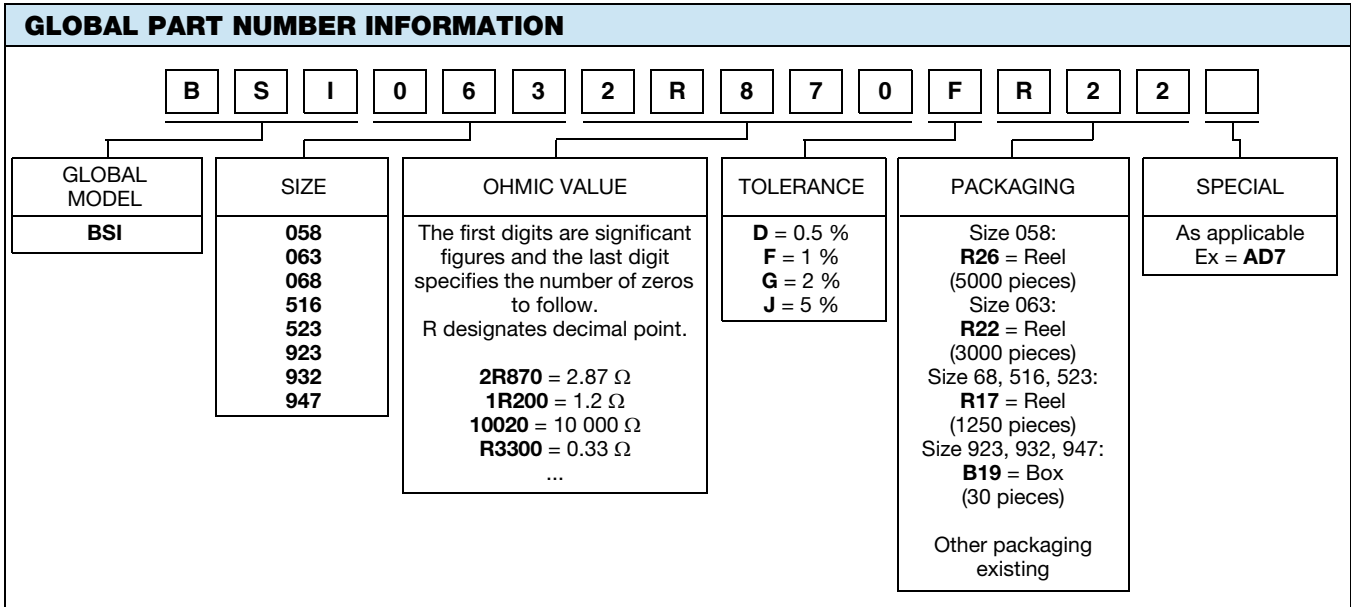 GLOBAL PART NUMBER INFORMATION
B S I 0 6 3 2 R 8 7 0 F R 2 2
GLOBAL
MODEL
BSI
SIZE
058
063
068
516
523
923
932
947
OHMIC VALUE
The first digits are significant
figures and the last digit
specifies the number of zeros
to follow.
R designates decimal point.
2R870 = 2.87 Ω
1R200 = 1.2 Ω
10020 = 10 000 Ω
R3300 = 0.33 Ω
...
TOLERANCE
D = 0.5 %
F = 1 %
G = 2 %
J = 5 %
PACKAGING
Size 058:
R26 = Reel
(5000 pieces)
Size 063:
R22 = Reel
(3000 pieces)
Size 68, 516, 523:
R17 = Reel
(1250 pieces)
Size 923, 932, 947:
B19 = Box
(30 pieces)
Other packaging
existing
SPECIAL
As applicable
Ex = AD7